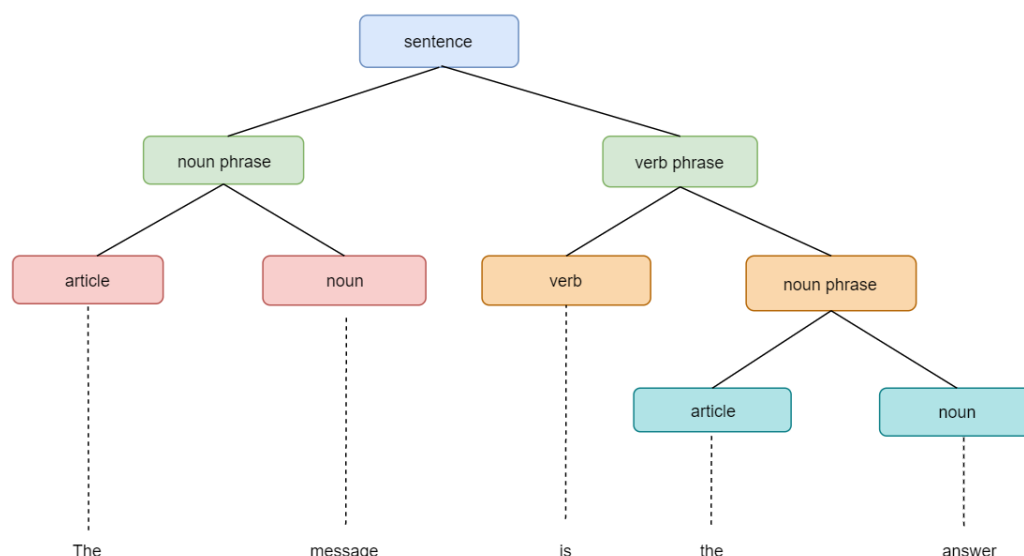 sentence
noun phrase
verb phrase
article
noun
verb
noun phrase
article
noun
The message is the answer